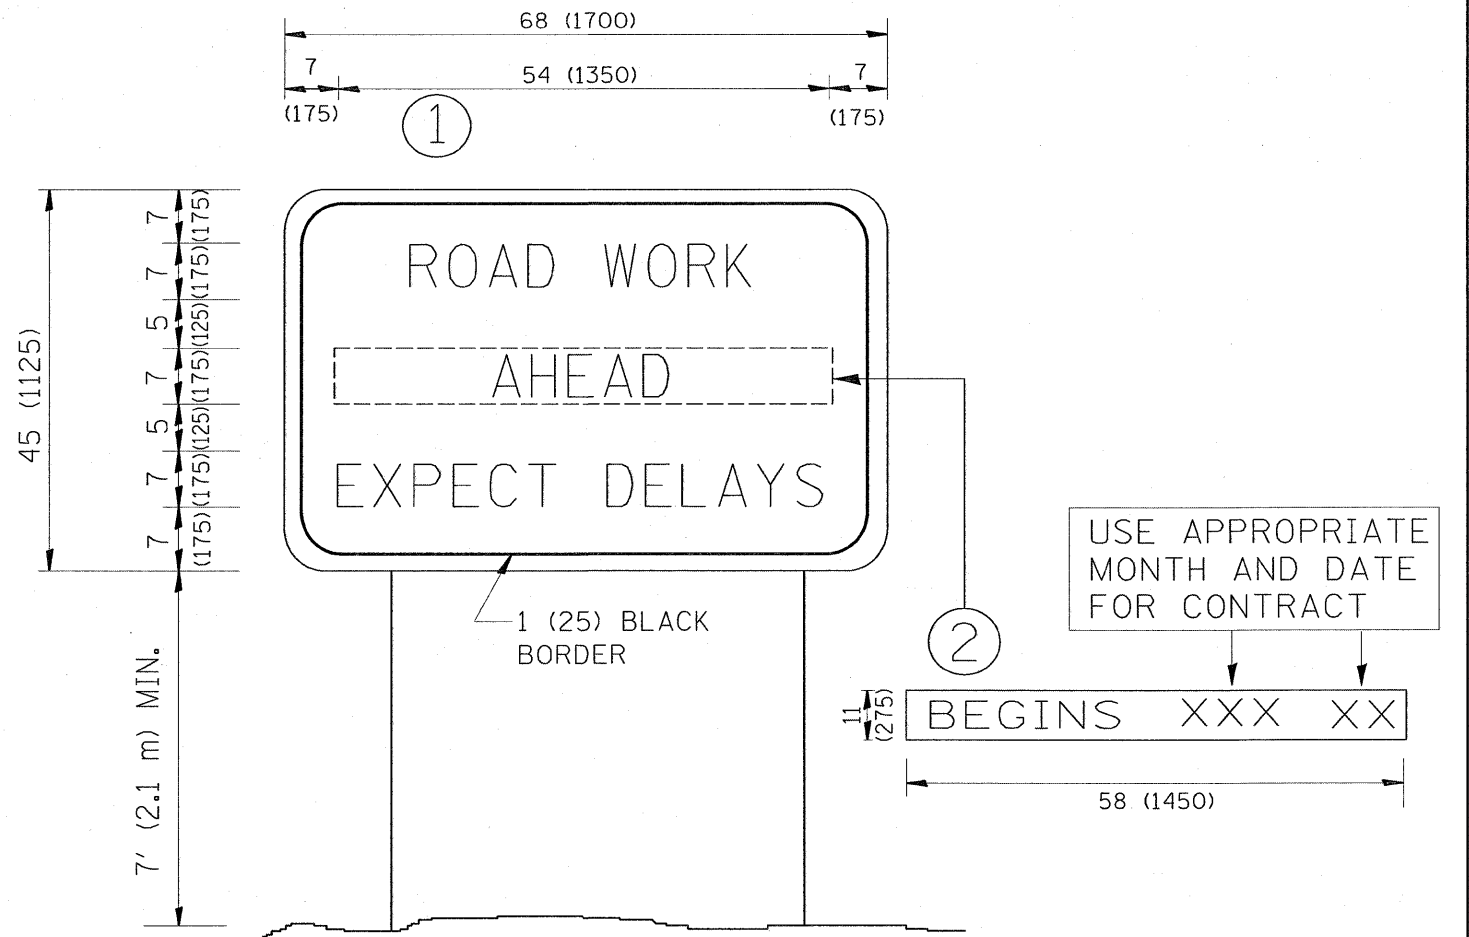 68 (1700)
7
54 (1350)
7
(175)
(175)
1
45 (1125)
7 (175)
7 (175)
5 (125)
7 (175)
5 (125)
7 (175)
7 (175)
ROAD WORK
AHEAD
EXPECT DELAYS
1 (25) BLACK
BORDER
7' (2.1 m) MIN.
2
USE APPROPRIATE
MONTH AND DATE
FOR CONTRACT
11
(275)
BEGINS XXX XX
58 (1450)